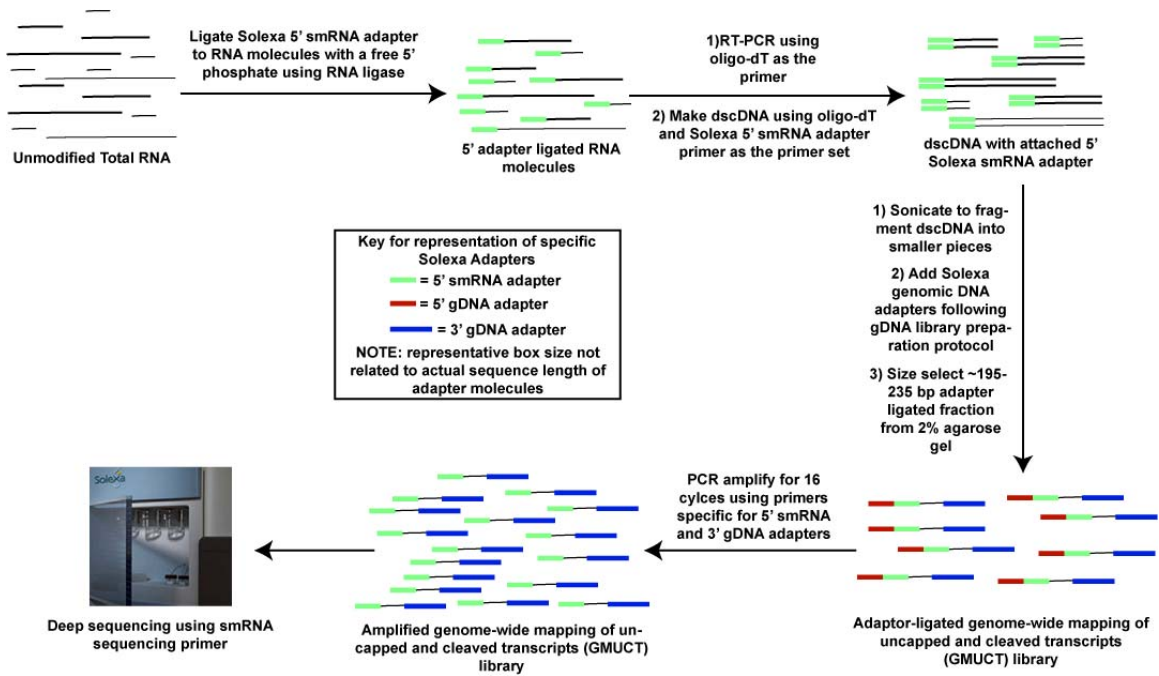 Ligate Solexa 5' smRNA adapter
to RNA molecules with a free 5'
phosphate using RNA ligase
1)RT-PCR using
oligo-dT as the
primer
2) Make dscDNA using oligo-dT
and Solexa 5' smRNA adapter
primer as the primer set
Unmodified Total RNA
5' adapter ligated RNA
molecules
dscDNA with attached 5'
Solexa smRNA adapter
1) Sonicate to frag-
ment dscDNA into
smaller pieces
2) Add Solexa
genomic DNA
adapters following
gDNA library prepa-
ration protocol
3) Size select ~195-
235 bp adapter
ligated fraction
from 2% agarose
gel
Key for representation of specific
Solexa Adapters
= 5' smRNA adapter
= 5' gDNA adapter
= 3' gDNA adapter
NOTE: representative box size not
related to actual sequence length of
adapter molecules
PCR amplify for 16
cylces using primers
specific for 5' smRNA
and 3' gDNA adapters
Solexa
Deep sequencing using smRNA
sequencing primer
Amplified genome-wide mapping of un-
capped and cleaved transcripts (GMUCT)
library
Adaptor-ligated genome-wide mapping of
uncapped and cleaved transcripts
(GMUCT) library